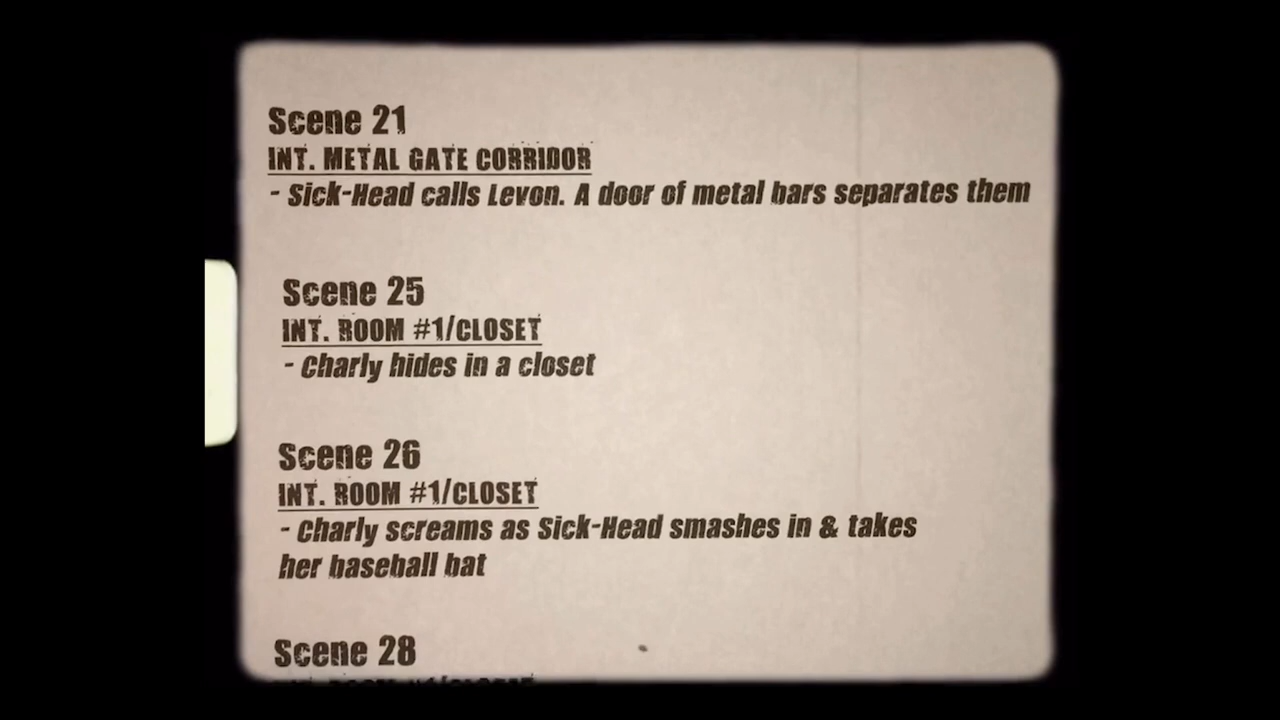 Scene 21
INT. METAL GATE CORRIDOR
- Sick-Head calls Levon. A door of metal bars separates them
Scene 25
INT. ROOM #1/CLOSET
- Charly hides in a closet
Scene 26
INT. ROOM #1/CLOSET
- Charly screams as Sick-Head smashes in & takes
her baseball bat
Scene 28